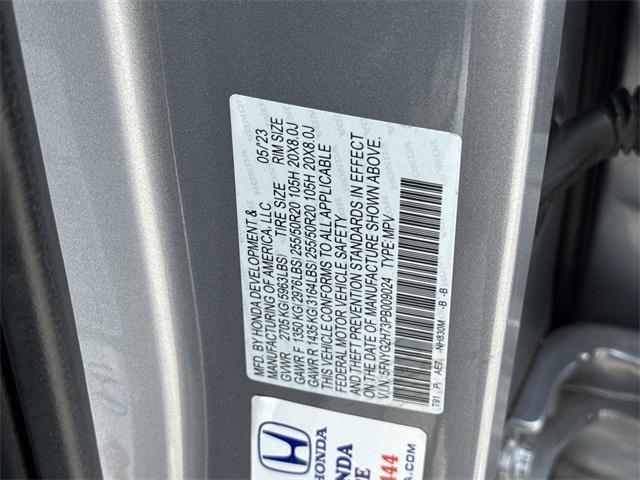 MFD. BY HONDA DEVELOPMENT &
MANUFACTURING OF AMERICA, LLC 05/'23
GVWR 2705 KG(5963LBS) TIRE SIZE RIM SIZE
GAWR F 1350 KG(2976LBS)255/50R20 105H 20X8.0J
GAWR R 1435 KG(3164LBS)255/50R20 105H 20X8.0J
THIS VEHICLE CONFORMS TO ALL APPLICABLE
FEDERAL MOTOR VEHICLE SAFETY
AND THEFT PREVENTION STANDARDS IN EFFECT
ON THE DATE OF MANUFACTURE SHOWN ABOVE.
V.I.N.:5FNYG2H73PB009024 TYPE:MPV
T91 P AE7 NH830M -B -B
HONDA
444
A.COM